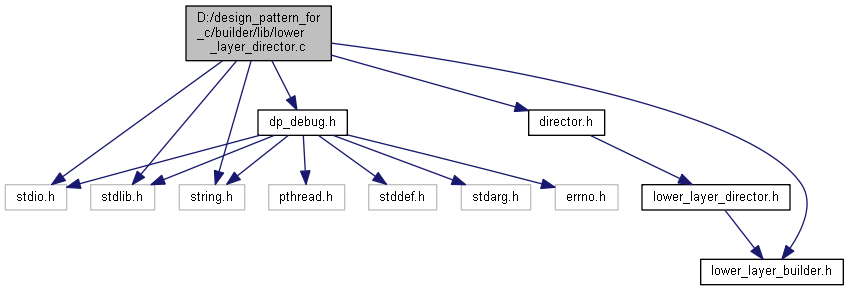 D:/design_pattern_for
_c/builder/lib/lower
_layer_director.c
dp_debug.h
director.h
stdio.h
stdlib.h
string.h
pthread.h
stddef.h
stdarg.h
errno.h
lower_layer_director.h
lower_layer_builder.h